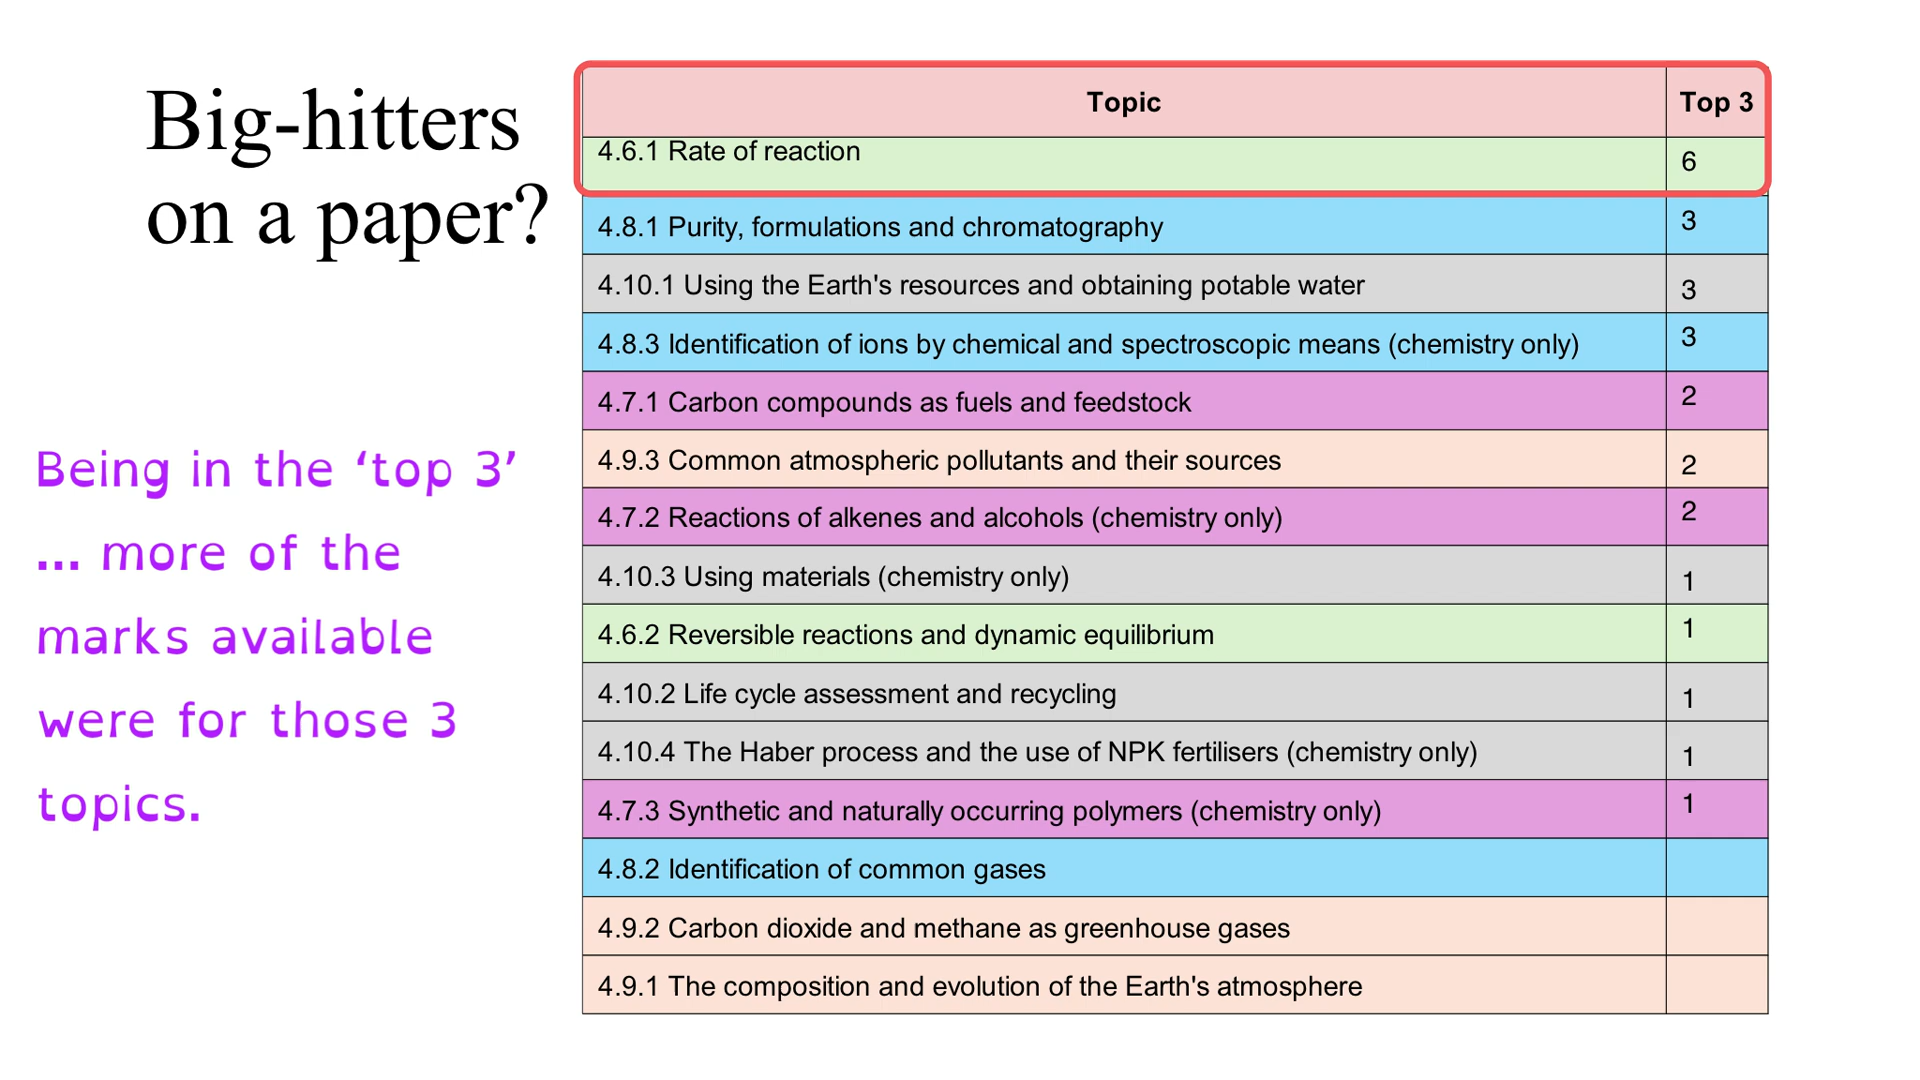 Big-hitters
on a paper?
Being in the ‘top 3’
... more of the
marks available
were for those 3
topics.
Topic Top 3
4.6.1 Rate of reaction 6
4.8.1 Purity, formulations and chromatography 3
4.10.1 Using the Earth's resources and obtaining potable water 3
4.8.3 Identification of ions by chemical and spectroscopic means (chemistry only) 3
4.7.1 Carbon compounds as fuels and feedstock 2
4.9.3 Common atmospheric pollutants and their sources 2
4.7.2 Reactions of alkenes and alcohols (chemistry only) 2
4.10.3 Using materials (chemistry only) 1
4.6.2 Reversible reactions and dynamic equilibrium 1
4.10.2 Life cycle assessment and recycling 1
4.10.4 The Haber process and the use of NPK fertilisers (chemistry only) 1
4.7.3 Synthetic and naturally occurring polymers (chemistry only) 1
4.8.2 Identification of common gases
4.9.2 Carbon dioxide and methane as greenhouse gases
4.9.1 The composition and evolution of the Earth's atmosphere